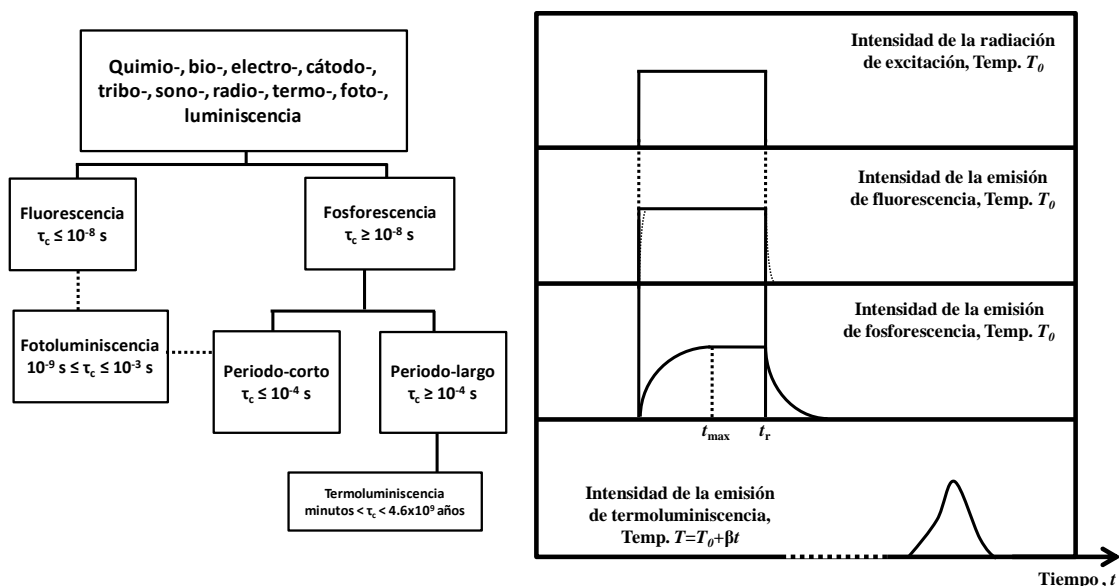 Quimio-, bio-, electro-, cátodo-,
tribo-, sono-, radio-, termo-, foto-,
luminiscencia
Fluorescencia
τc ≤ 10⁻⁸ s
Fosforescencia
τc ≥ 10⁻⁸ s
Fotoluminiscencia
10⁻⁹ s ≤ τc ≤ 10⁻³ s
Periodo-corto
τc ≤ 10⁻⁴ s
Periodo-largo
τc ≥ 10⁻⁴ s
Termoluminiscencia
minutos < τc < 4.6x10⁹ años
Intensidad de la radiación
de excitación, Temp. T0
Intensidad de la emisión
de fluorescencia, Temp. T0
Intensidad de la emisión
de fosforescencia, Temp. T0
tmax
tr
Intensidad de la emisión
de termoluminiscencia,
Temp. T=T0+βt
Tiempo, t